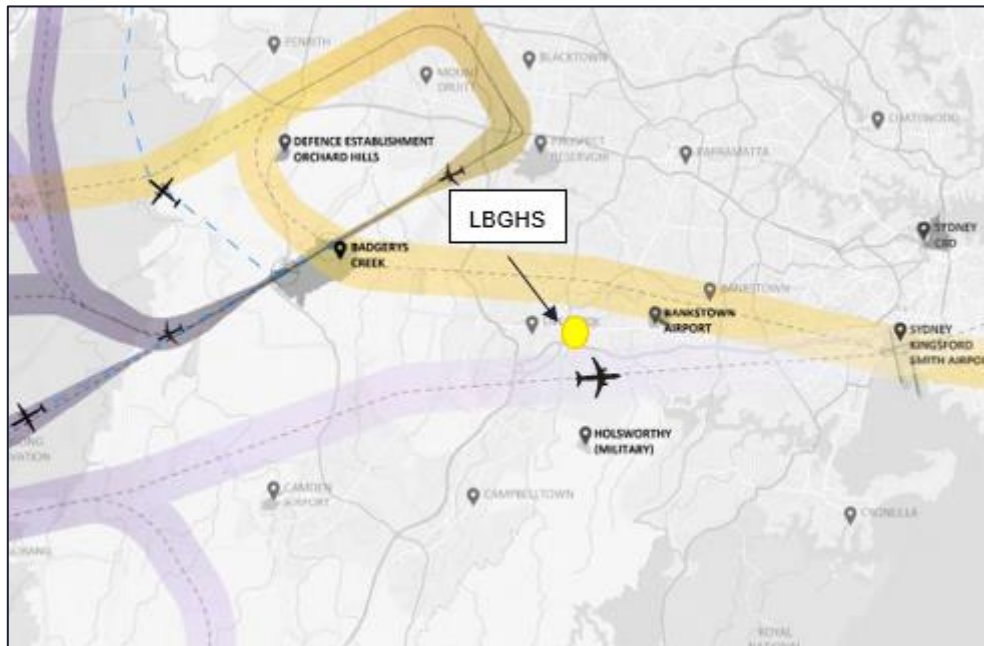 PENRITH
BLACKTOWN
MOUNT
DRUITT
CHATSWOOD
DEFENCE ESTABLISHMENT
ORCHARD HILLS
PROSPECT
RESERVOIR
PARRAMATTA
LBGHS
SYDNEY
CBD
BADGERYS
CREEK
BANKSTOWN
BANKSTOWN
AIRPORT
SYDNEY
KINGSFORD
SMITH AIRPO
HOLSWORTHY
(MILITARY)
CAMDEN
AIRPORT
CAMPBELLTOWN
ROYAL
NATIONAL